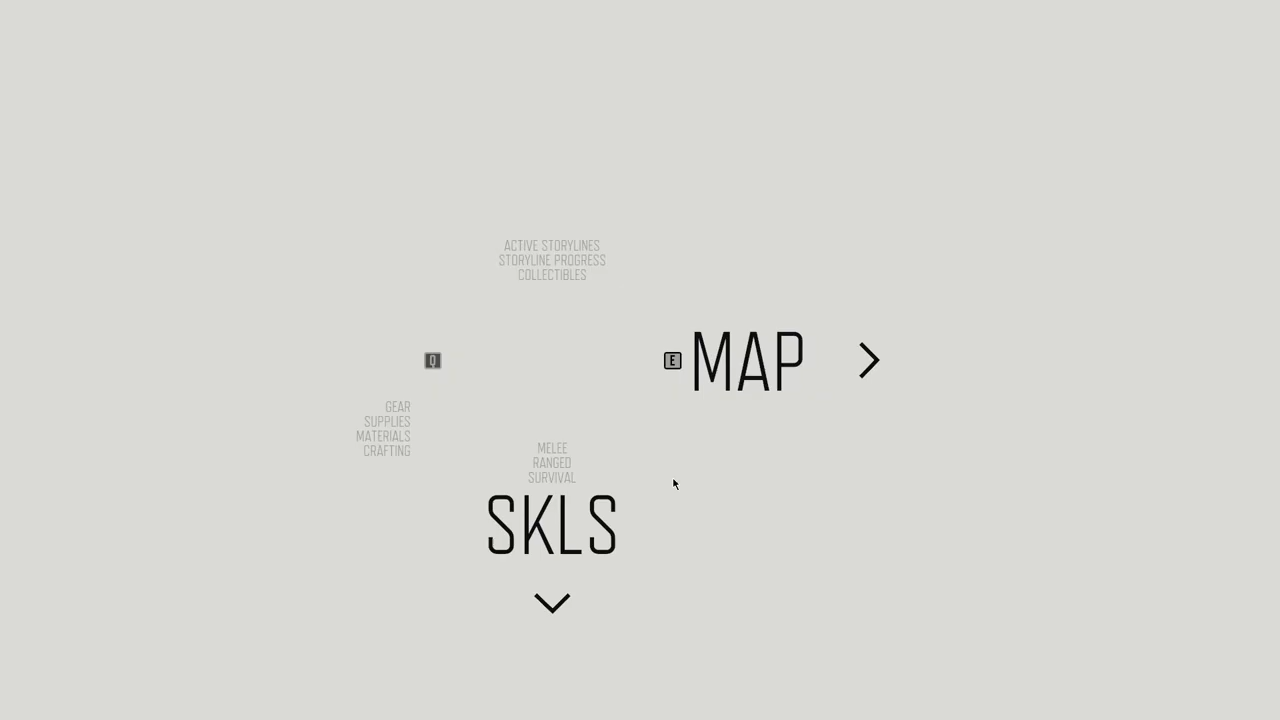 ACTIVE STORYLINES
STORYLINE PROGRESS
COLLECTIBLES
Q
E
MAP
GEAR
SUPPLIES
MATERIALS
CRAFTING
MELEE
RANGED
SURVIVAL
SKLS